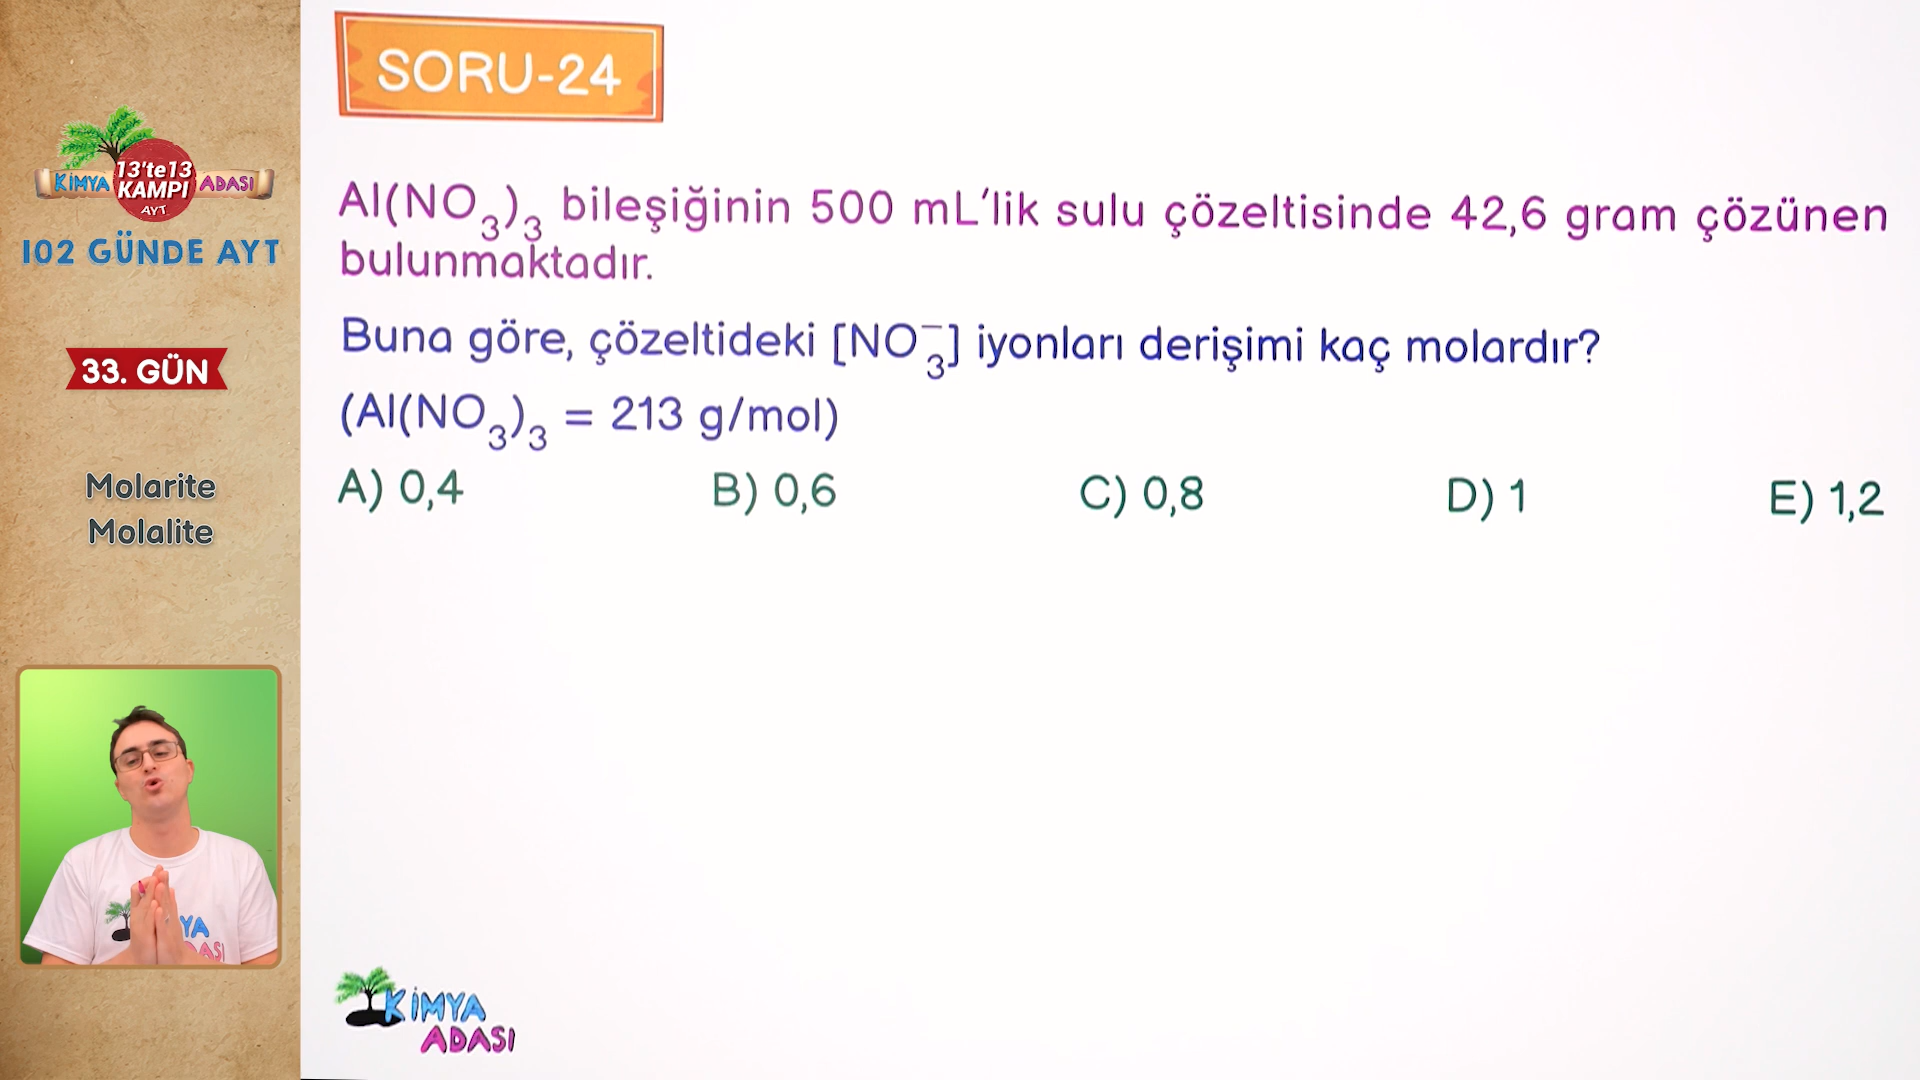 SORU-24
13'te13
KİMYA KAMPI ADASI
AYT
102 GÜNDE AYT
33. GÜN
Molarite
Molalite
Al(NO₃)₃ bileşiğinin 500 mL'lik sulu çözeltisinde 42,6 gram çözünen
bulunmaktadır.
Buna göre, çözeltideki [NO₃⁻] iyonları derişimi kaç molardır?
(Al(NO₃)₃ = 213 g/mol)
A) 0,4 B) 0,6 C) 0,8 D) 1 E) 1,2
KİMYA
ADASI